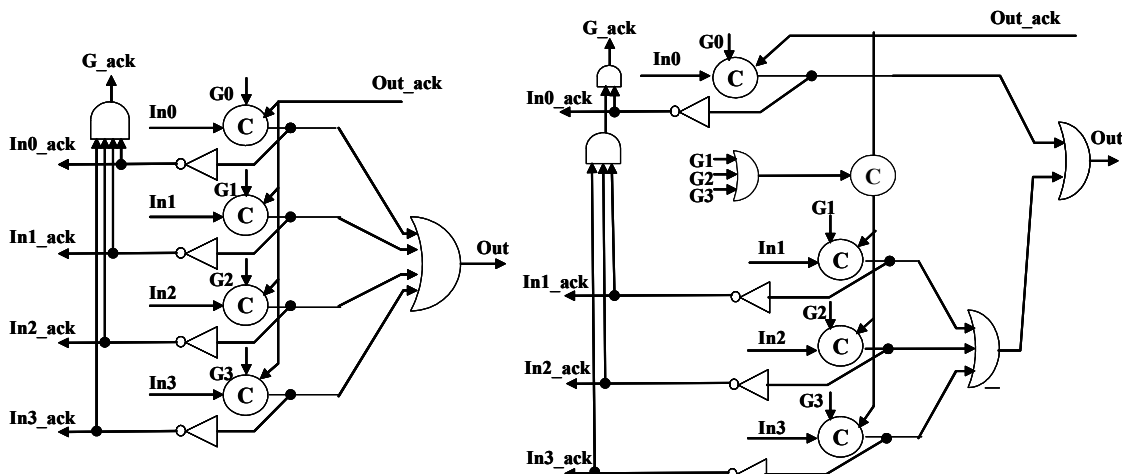 G_ack
Out_ack
G0
In0
C
In0_ack
G1
In1
C
In1_ack
Out
G2
In2
C
In2_ack
G3
In3
C
In3_ack
Out_ack
G_ack
G0
In0
C
In0_ack
Out
G1
G2
G3
C
G1
In1
C
In1_ack
G2
In2
C
In2_ack
G3
In3
C
In3_ack